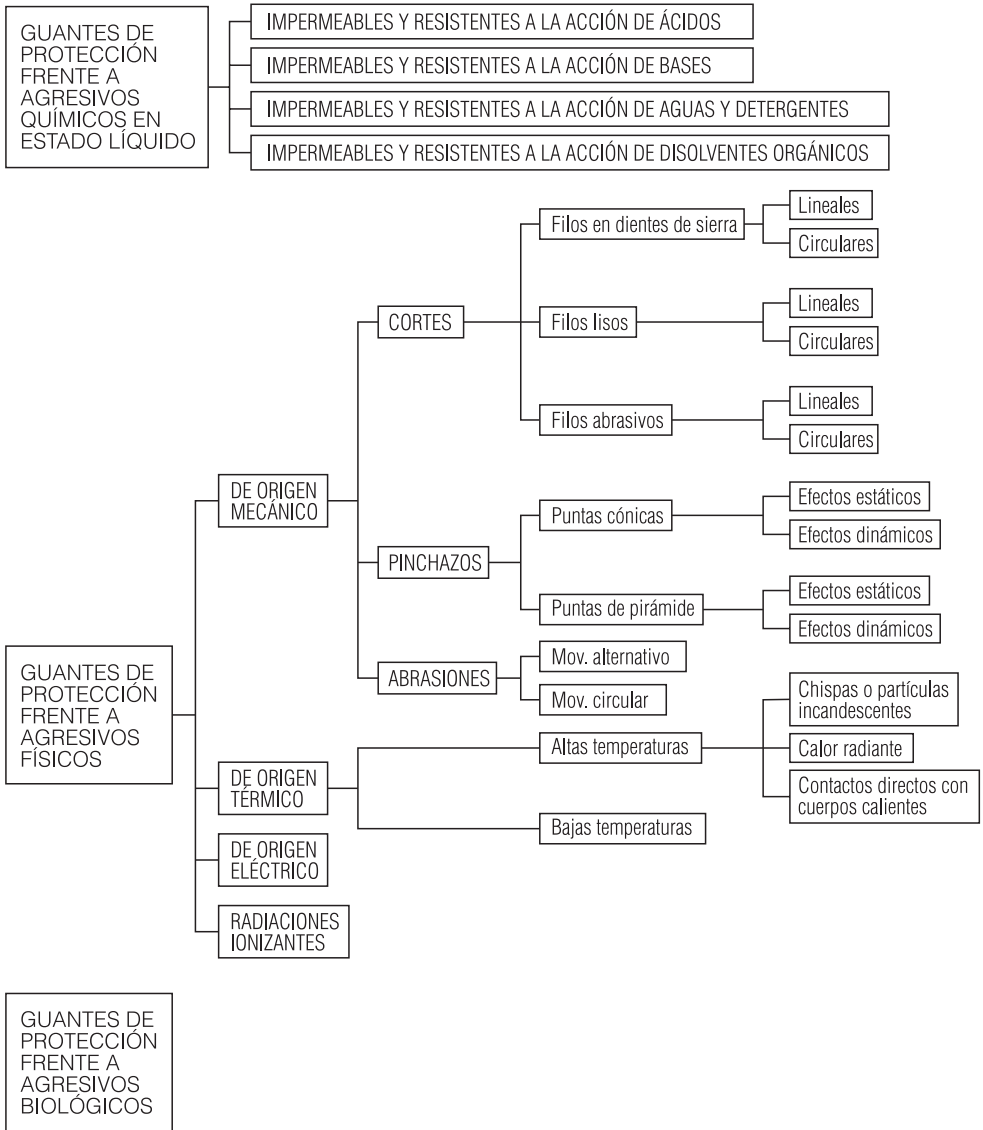 GUANTES DE
PROTECCIÓN
FRENTE A
AGRESIVOS
QUÍMICOS EN
ESTADO LÍQUIDO
IMPERMEABLES Y RESISTENTES A LA ACCIÓN DE ÁCIDOS
IMPERMEABLES Y RESISTENTES A LA ACCIÓN DE BASES
IMPERMEABLES Y RESISTENTES A LA ACCIÓN DE AGUAS Y DETERGENTES
IMPERMEABLES Y RESISTENTES A LA ACCIÓN DE DISOLVENTES ORGÁNICOS
GUANTES DE
PROTECCIÓN
FRENTE A
AGRESIVOS
FÍSICOS
DE ORIGEN
MECÁNICO
CORTES
Filos en dientes de sierra
Lineales
Circulares
Filos lisos
Lineales
Circulares
Filos abrasivos
Lineales
Circulares
PINCHAZOS
Puntas cónicas
Efectos estáticos
Efectos dinámicos
Puntas de pirámide
Efectos estáticos
Efectos dinámicos
ABRASIONES
Mov. alternativo
Mov. circular
DE ORIGEN
TÉRMICO
Altas temperaturas
Chispas o partículas
incandescentes
Calor radiante
Contactos directos con
cuerpos calientes
Bajas temperaturas
DE ORIGEN
ELÉCTRICO
RADIACIONES
IONIZANTES
GUANTES DE
PROTECCIÓN
FRENTE A
AGRESIVOS
BIOLÓGICOS